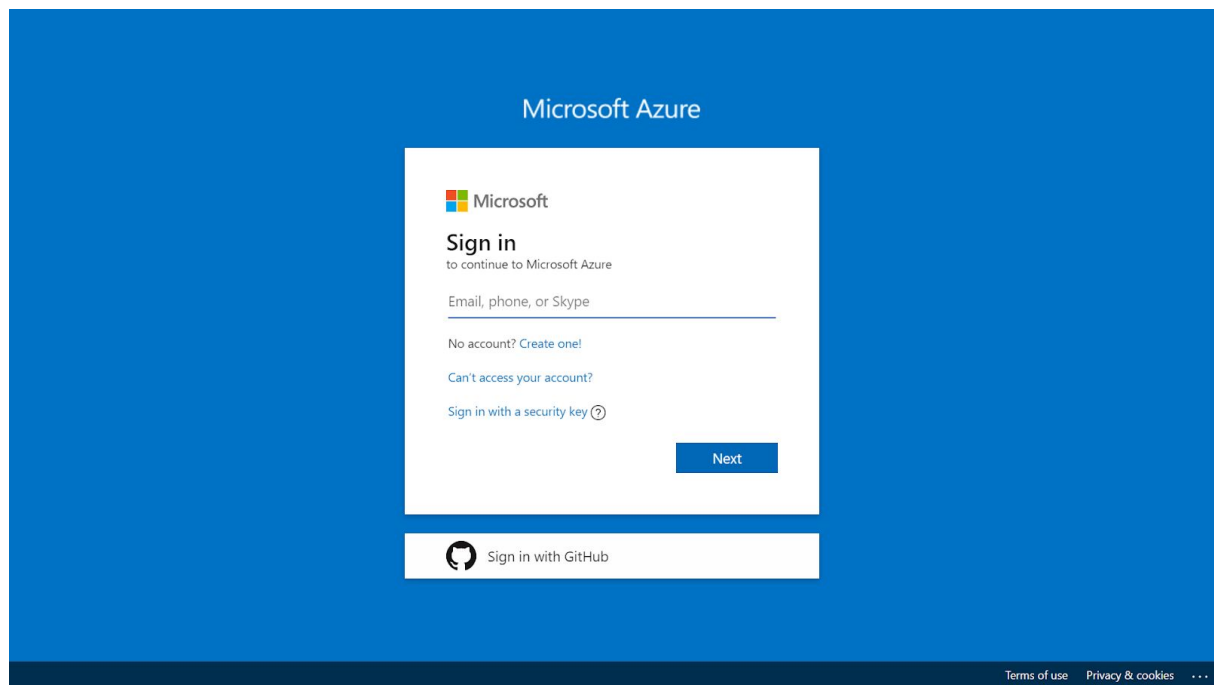 Microsoft Azure
Microsoft
Sign in
to continue to Microsoft Azure
Email, phone, or Skype
No account? Create one!
Can't access your account?
Sign in with a security key
Next
Sign in with GitHub
Terms of use Privacy & cookies ...